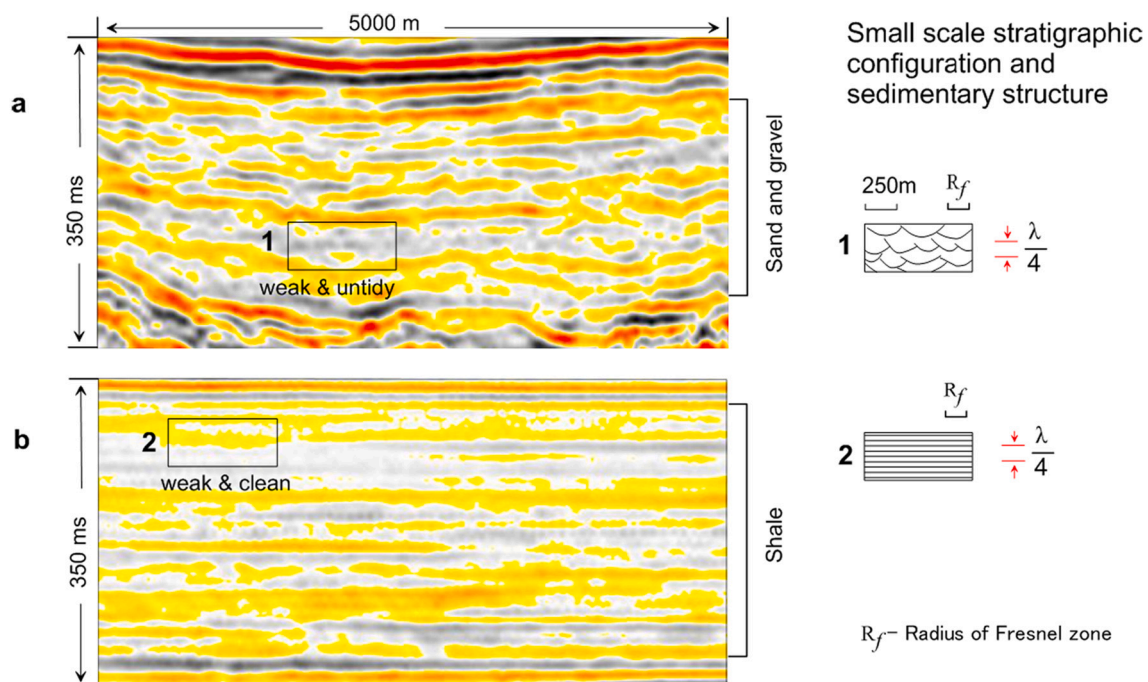 5000 m
a
350 ms
1
weak & untidy
Sand and gravel
b
350 ms
2
weak & clean
Shale
Small scale stratigraphic
configuration and
sedimentary structure
250m
Rf
1
λ
4
Rf
2
λ
4
Rf– Radius of Fresnel zone